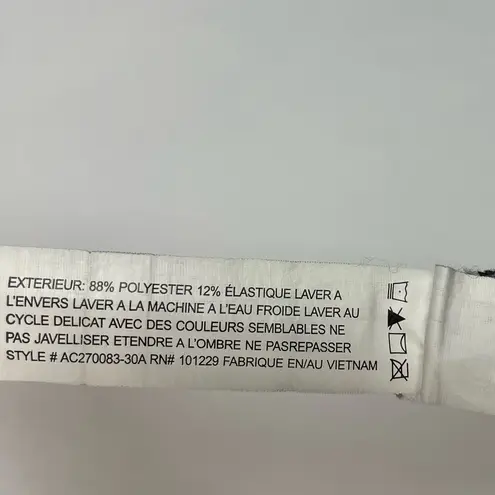 EXTERIEUR: 88% POLYESTER 12% ÉLASTIQUE LAVER A
L'ENVERS LAVER A LA MACHINE A L'EAU FROIDE LAVER AU
CYCLE DELICAT AVEC DES COULEURS SEMBLABLES NE
PAS JAVELLISER ETENDRE A L'OMBRE NE PASREPASSER
STYLE # AC270083-30A RN# 101229 FABRIQUE EN/AU VIETNAM